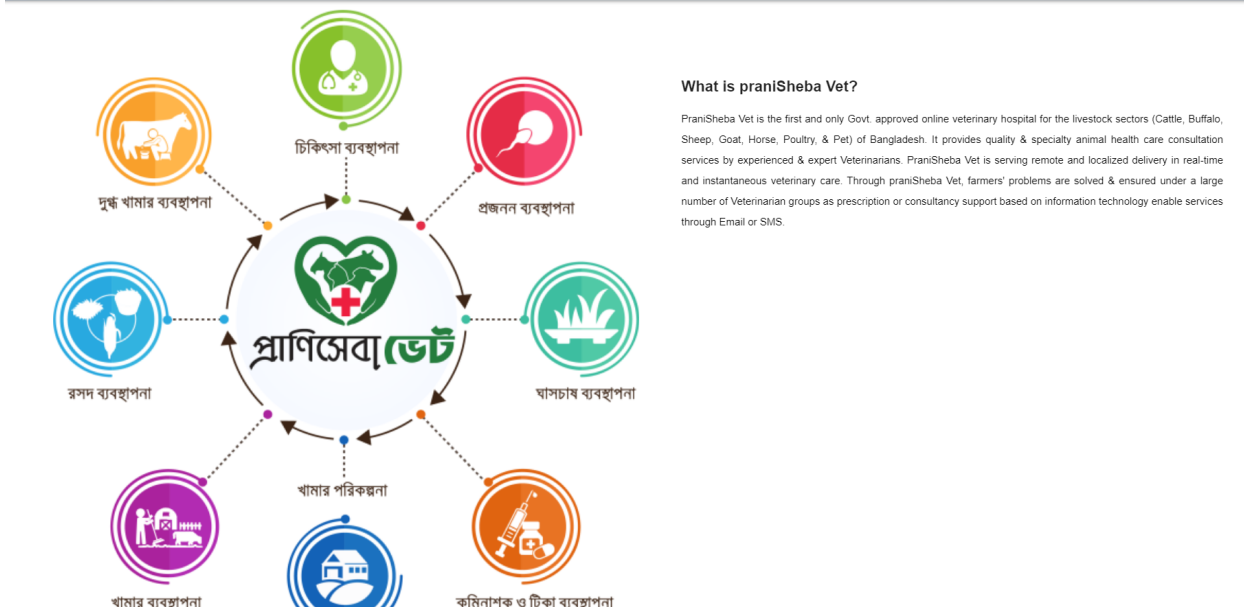 চিকিৎসা ব্যবস্থাপনা
দুগ্ধ খামার ব্যবস্থাপনা
প্রজনন ব্যবস্থাপনা
প্রাণিসেবা ভেট
রসদ ব্যবস্থাপনা
ঘাসচাষ ব্যবস্থাপনা
খামার পরিকল্পনা
খামার ব্যবস্থাপনা
কৃমিনাশক ও টিকা ব্যবস্থাপনা
What is praniSheba Vet?
PraniSheba Vet is the first and only Govt. approved online veterinary hospital for the livestock sectors (Cattle, Buffalo,
Sheep, Goat, Horse, Poultry, & Pet) of Bangladesh. It provides quality & specialty animal health care consultation
services by experienced & expert Veterinarians. PraniSheba Vet is serving remote and localized delivery in real-time
and instantaneous veterinary care. Through praniSheba Vet, farmers' problems are solved & ensured under a large
number of Veterinarian groups as prescription or consultancy support based on information technology enable services
through Email or SMS.